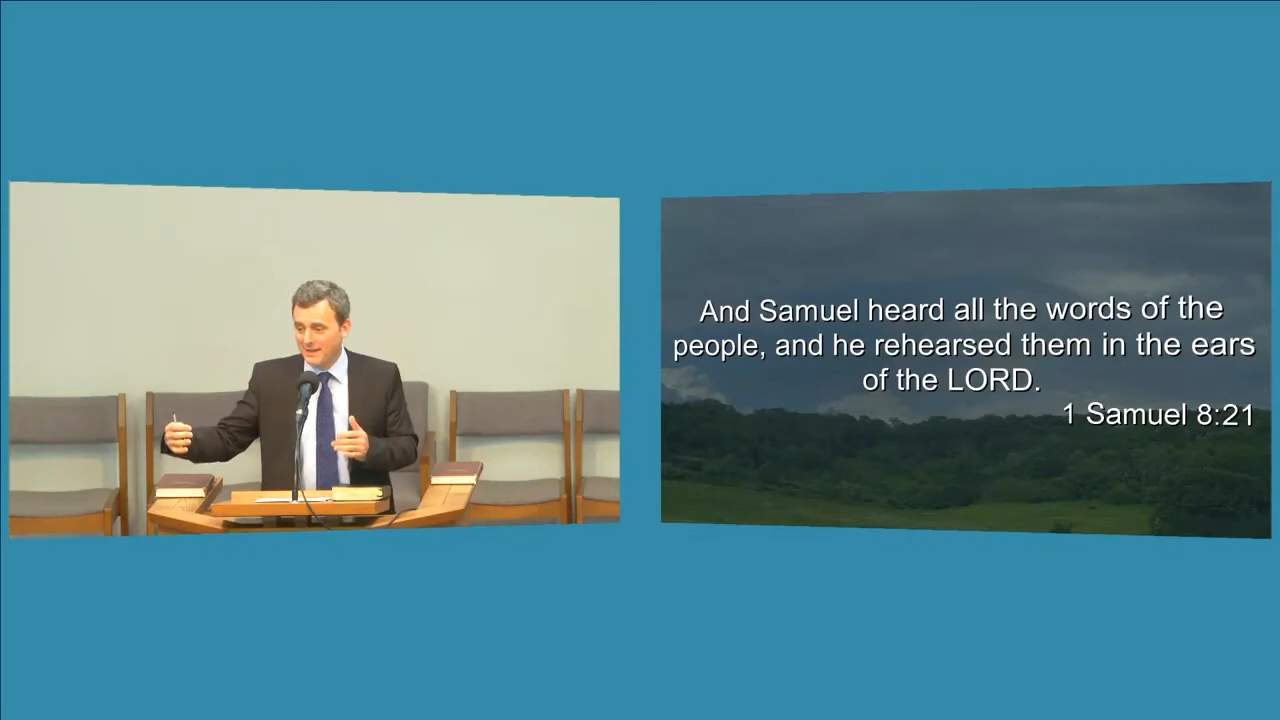 And Samuel heard all the words of the
people, and he rehearsed them in the ears
of the LORD.
1 Samuel 8:21